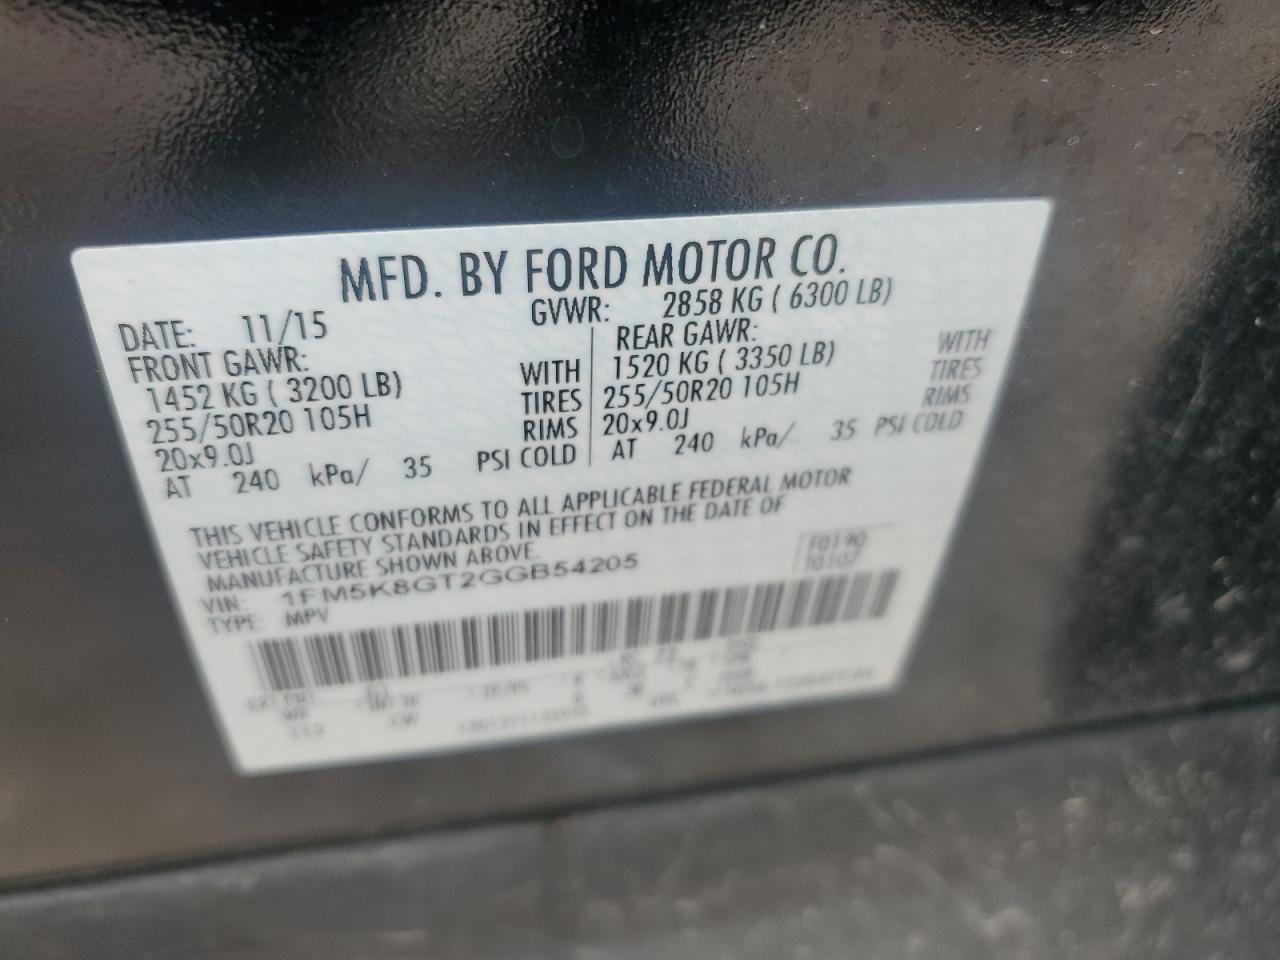 MFD. BY FORD MOTOR CO.
DATE: 11/15 GVWR: 2858 KG ( 6300 LB)
FRONT GAWR: REAR GAWR:
1452 KG ( 3200 LB) WITH 1520 KG ( 3350 LB) WITH
255/50R20 105H TIRES 255/50R20 105H TIRES
20x9.0J RIMS 20x9.0J RIMS
AT 240 kPa/ 35 PSI COLD AT 240 kPa/ 35 PSI COLD
THIS VEHICLE CONFORMS TO ALL APPLICABLE FEDERAL MOTOR
VEHICLE SAFETY STANDARDS IN EFFECT ON THE DATE OF
MANUFACTURE SHOWN ABOVE.
VIN: 1FM5K8GT2GGB54205 F0190
TYPE: MPV T0107
EXT PNT